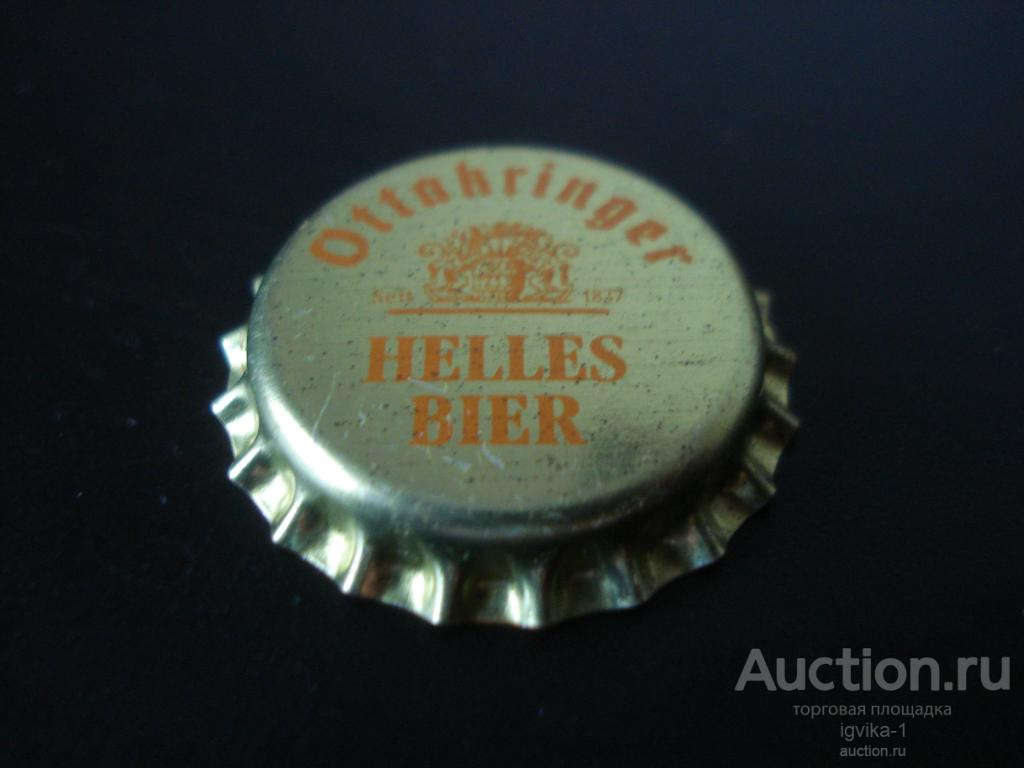 Ottakringer
Seit 1837
HELLES
BIER
Auction.ru
торговая площадка
igvika-1
auction.ru